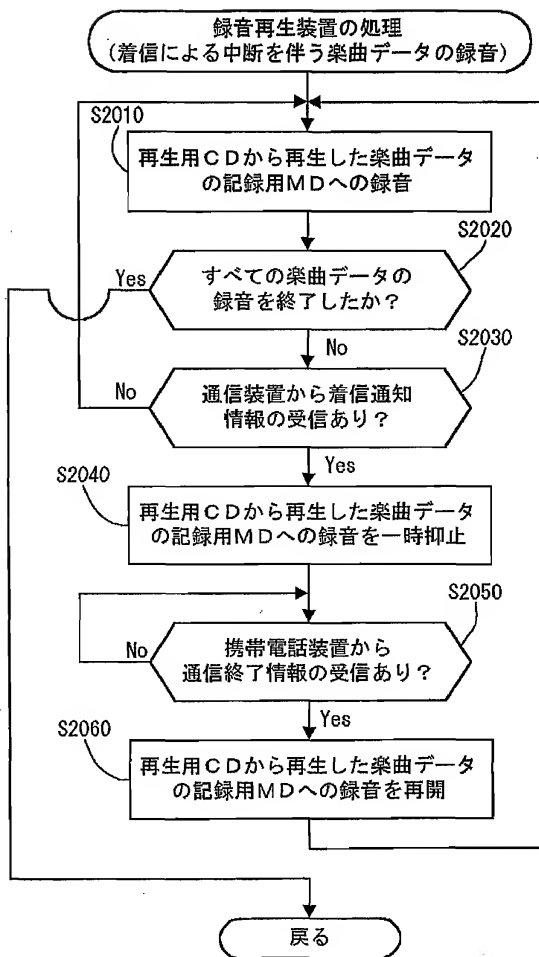 録音再生装置の処理
(着信による中断を伴う楽曲データの録音)
S2010
再生用CDから再生した楽曲データ
の記録用MDへの録音
S2020
Yes
すべての楽曲データの
録音を終了したか?
No
S2030
No
通信装置から着信通知
情報の受信あり?
Yes
S2040
再生用CDから再生した楽曲データ
の記録用MDへの録音を一時抑止
S2050
No
携帯電話装置から
通信終了情報の受信あり?
Yes
S2060
再生用CDから再生した楽曲データ
の記録用MDへの録音を再開
戻る